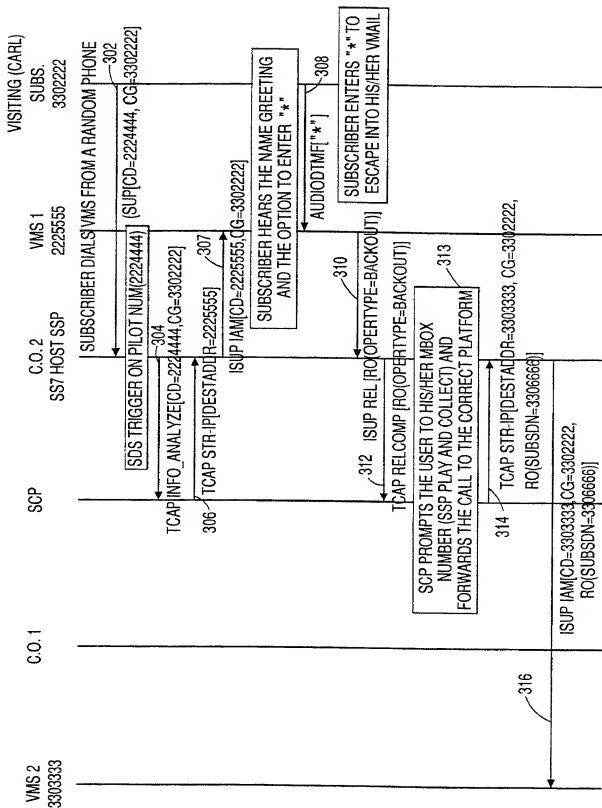 VISITING (CARL)
SUBS.
3302222
VMS 1
2225555
C.O. 2
SS7 HOST SSP
SCP
C.O. 1
VMS 2
3303333
SUBSCRIBER DIALS VMS FROM A RANDOM PHONE
302
(SUP[CD=2224444, CG=3302222]
SDS TRIGGER ON PILOT NUM(2224444)
304
TCAP INFO_ANALYZE[CD=2224444,CG=3302222]
306
TCAP STR-IP[DESTADDR=2225555]
307
ISUP IAM[CD=2225555,CG=3302222]
SUBSCRIBER HEARS THE NAME GREETING
AND THE OPTION TO ENTER "*"
308
AUDIODTMF["*"]
SUBSCRIBER ENTERS "*" TO
ESCAPE INTO HIS/HER VMAIL
310
ISUP REL [RO(OPERTYPE=BACKOUT)]
312
TCAP RELCOMP [RO(OPERTYPE=BACKOUT)]
313
SCP PROMPTS THE USER TO HIS/HER MBOX
NUMBER (SSP PLAY AND COLLECT) AND
FORWARDS THE CALL TO THE CORRECT PLATFORM
314
TCAP STR-IP[DESTADDR=3303333, CG=3302222,
RO(SUBSDN=3306666)]
316
ISUP IAM[CD=3303333,CG=3302222,
RO(SUBSDN=3306666)]